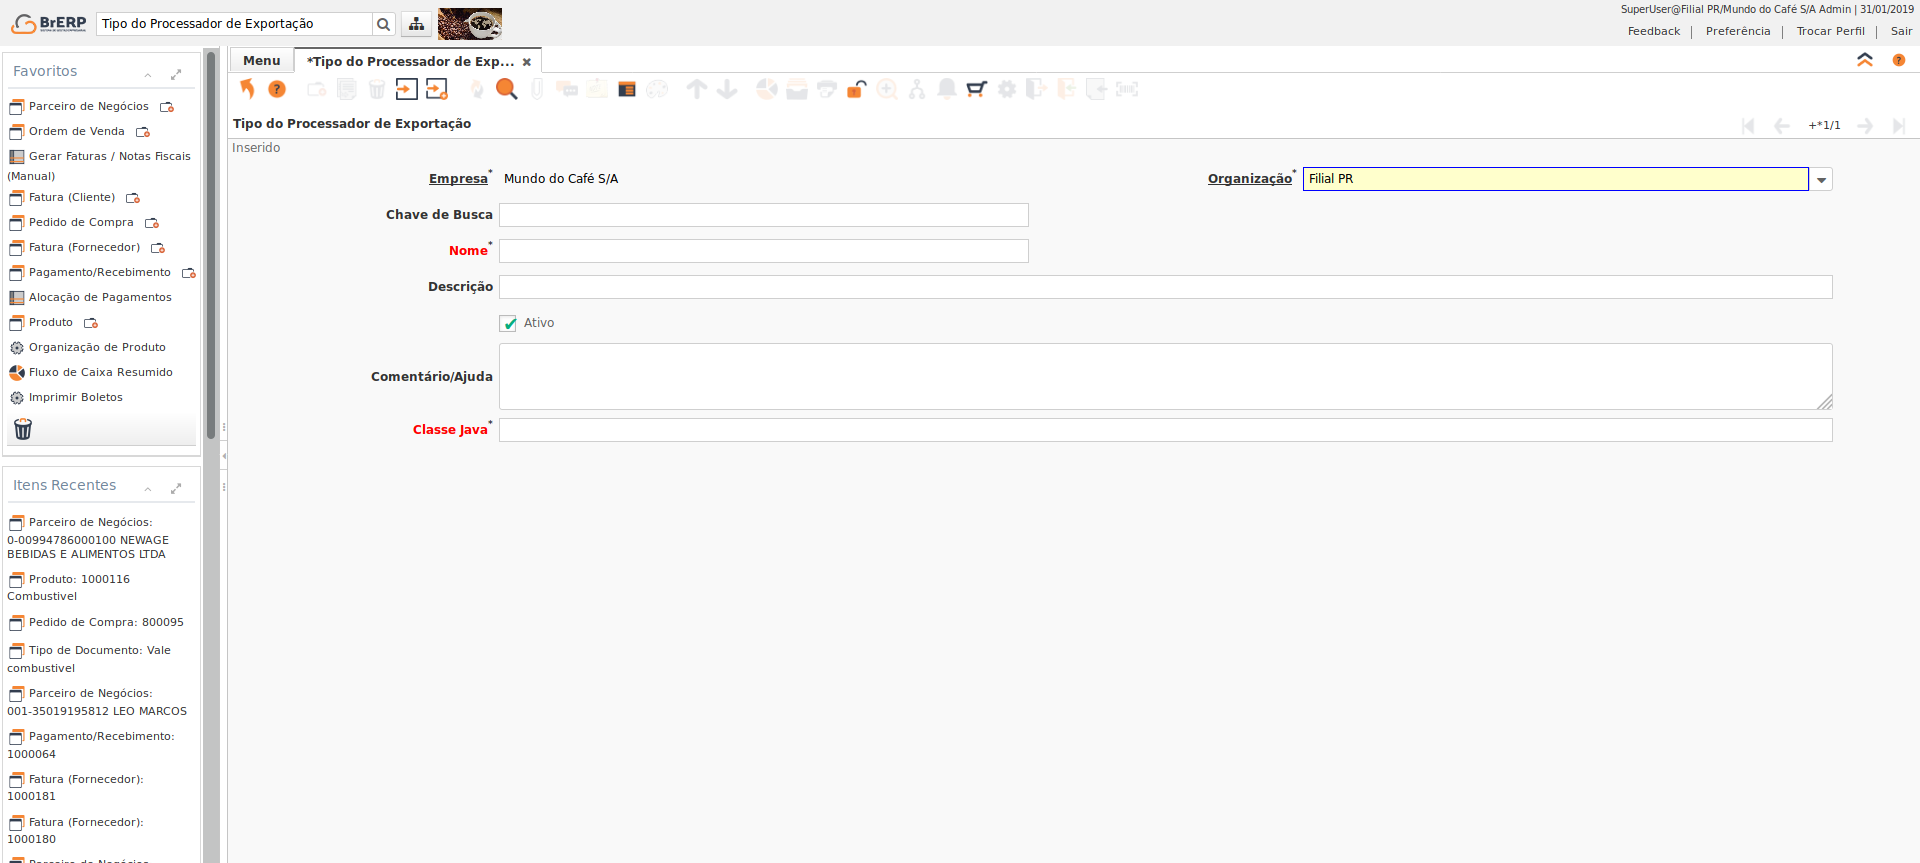 BrERP
Tipo do Processador de Exportação
SuperUser@Filial PR/Mundo do Café S/A Admin | 31/01/2019
Feedback | Preferência | Trocar Perfil | Sair
Favoritos
Parceiro de Negócios
Ordem de Venda
Gerar Faturas / Notas Fiscais
(Manual)
Fatura (Cliente)
Pedido de Compra
Fatura (Fornecedor)
Pagamento/Recebimento
Alocação de Pagamentos
Produto
Organização de Produto
Fluxo de Caixa Resumido
Imprimir Boletos
Itens Recentes
Parceiro de Negócios:
0-00994786000100 NEWAGE
BEBIDAS E ALIMENTOS LTDA
Produto: 1000116
Combustivel
Pedido de Compra: 800095
Tipo de Documento: Vale
combustivel
Parceiro de Negócios:
001-35019195812 LEO MARCOS
Pagamento/Recebimento:
1000064
Fatura (Fornecedor):
1000181
Fatura (Fornecedor):
1000180
Parceiro de Negócios
Menu
*Tipo do Processador de Exp...
Tipo do Processador de Exportação
+*1/1
Inserido
Empresa* Mundo do Café S/A
Organização* Filial PR
Chave de Busca
Nome*
Descrição
Ativo
Comentário/Ajuda
Classe Java*